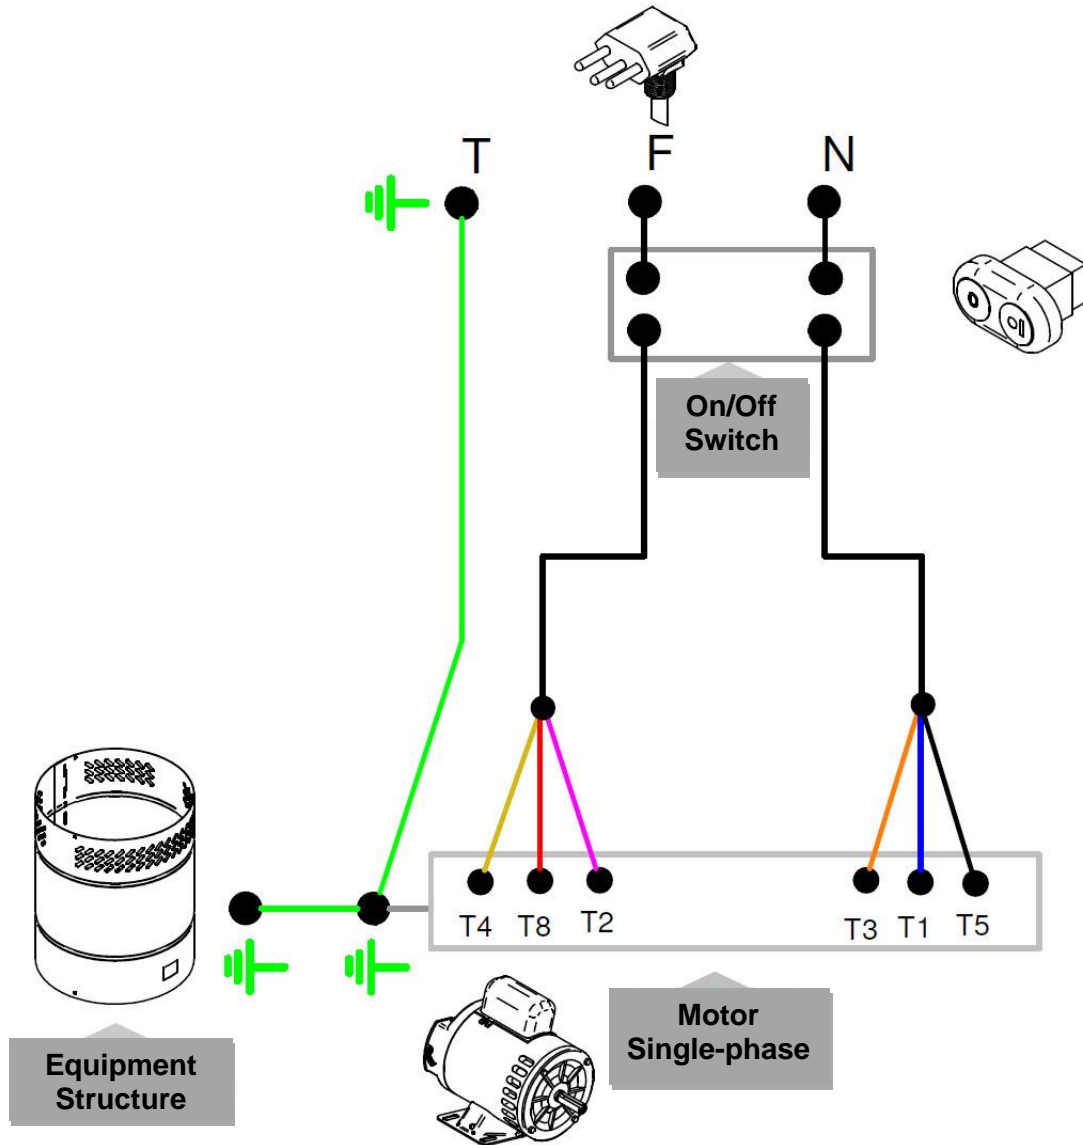 T
F
N
On/Off
Switch
T4
T8
T2
T3
T1
T5
Motor
Single-phase
Equipment
Structure